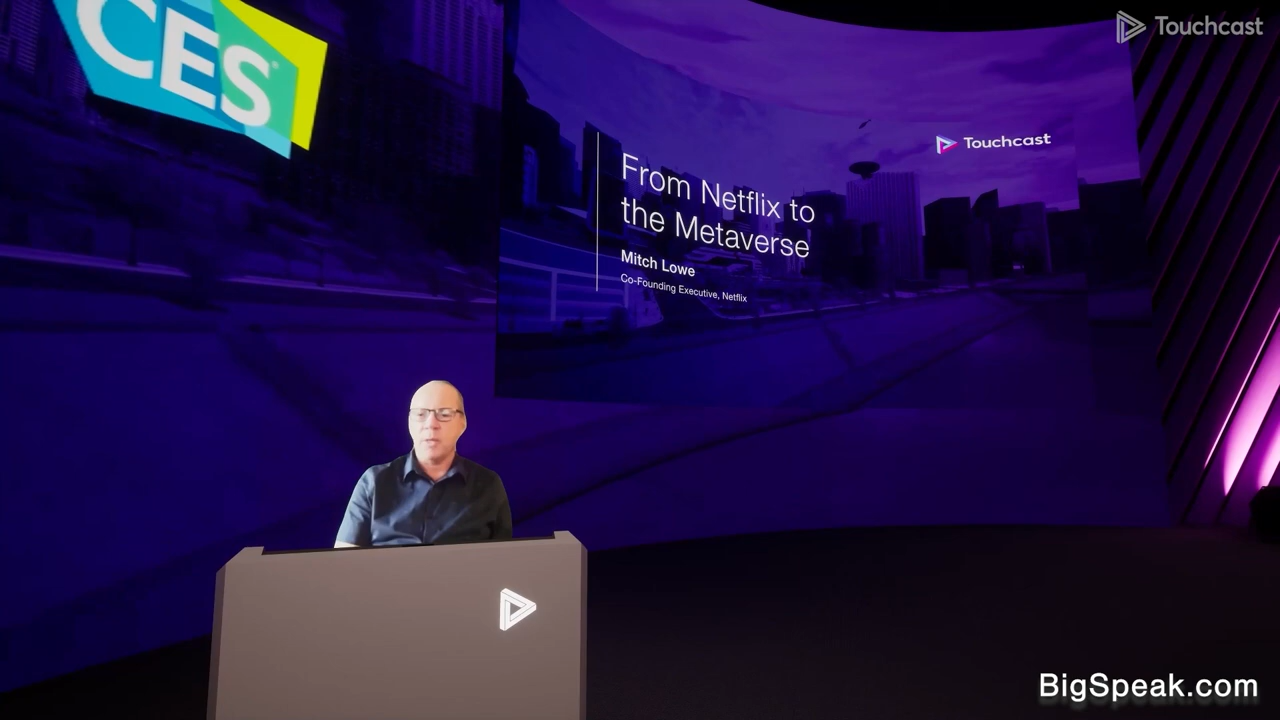 CES®
Touchcast
Touchcast
From Netflix to
the Metaverse
Mitch Lowe
Co-Founding Executive, Netflix
BigSpeak.com